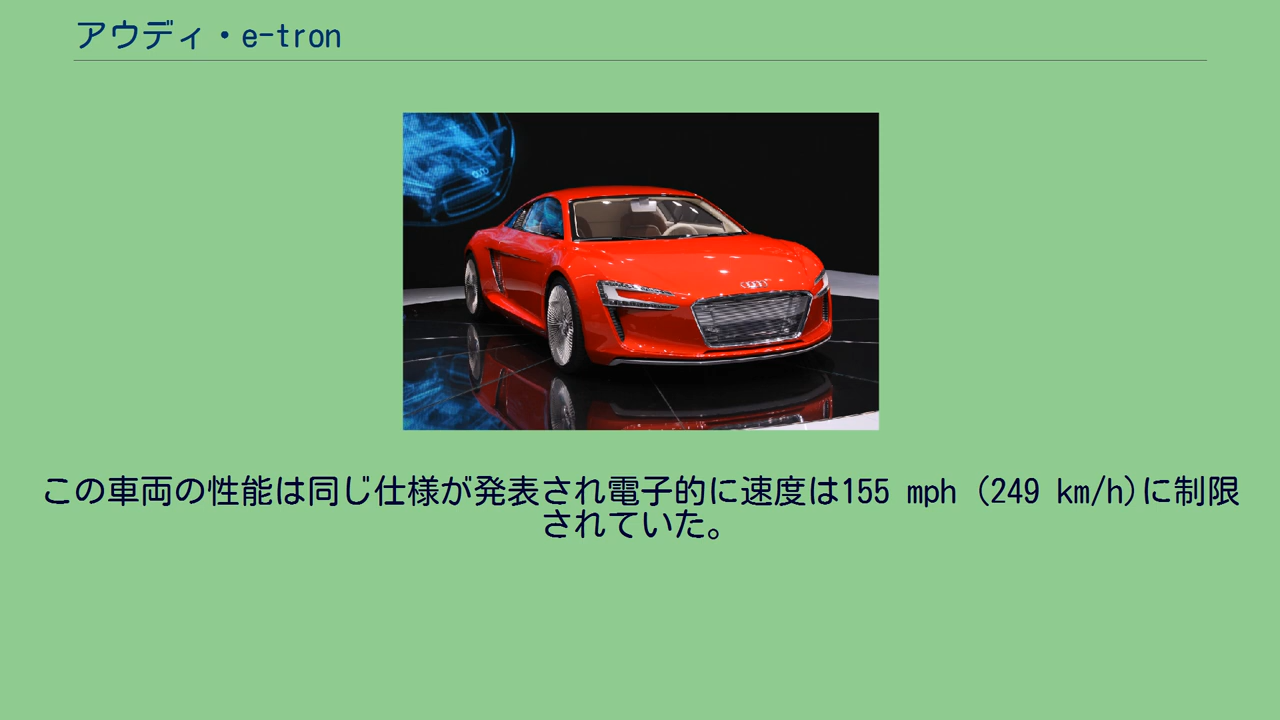 アウディ・e-tron
この車両の性能は同じ仕様が発表され電子的に速度は155 mph (249 km/h)に制限
されていた。